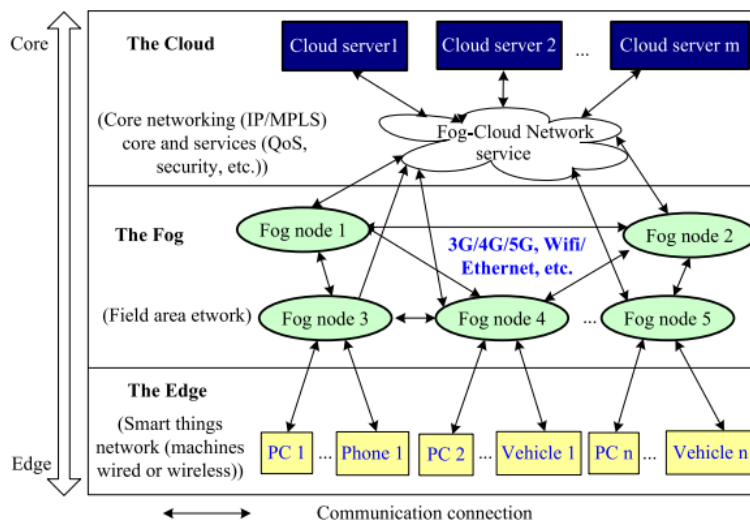 Core
The Cloud
Cloud server1
Cloud server 2
...
Cloud server m
(Core networking (IP/MPLS)
core and services (QoS,
security, etc.))
Fog-Cloud Network
service
The Fog
Fog node 1
3G/4G/5G, Wifi/
Ethernet, etc.
Fog node 2
(Field area etwork)
Fog node 3
Fog node 4
...
Fog node 5
The Edge
(Smart things
network (machines
wired or wireless))
PC 1
...
Phone 1
PC 2
...
Vehicle 1
PC n
...
Vehicle n
Edge
Communication connection